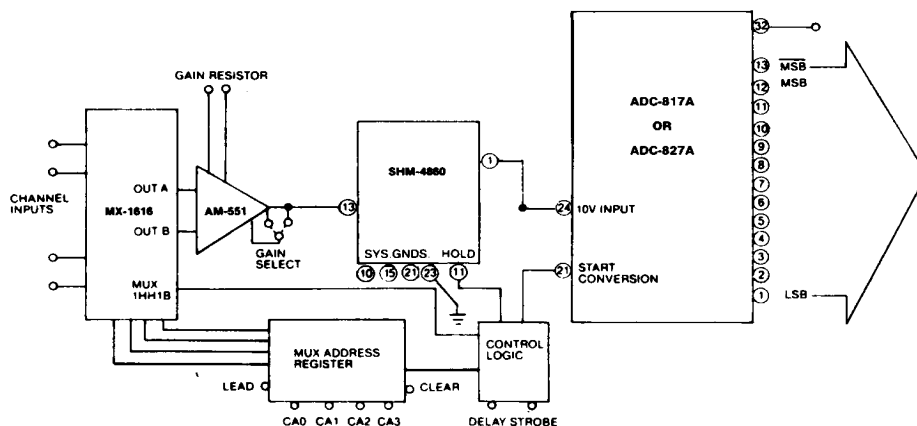 GAIN RESISTOR
CHANNEL
INPUTS
MX-1616
OUT A
OUT B
MUX
1HH1B
AM-551
GAIN
SELECT
SHM-4860
13
1
SYS.GNDS. HOLD
10 15 21 23 11
ADC-817A
OR
ADC-827A
24 10V INPUT
21 START
CONVERSION
32
13 MSB
12 MSB
11
10
9
8
7
6
5
4
3
2
1 LSB
MUX ADDRESS
REGISTER
LEAD
CLEAR
CA0 CA1 CA2 CA3
CONTROL
LOGIC
DELAY STROBE